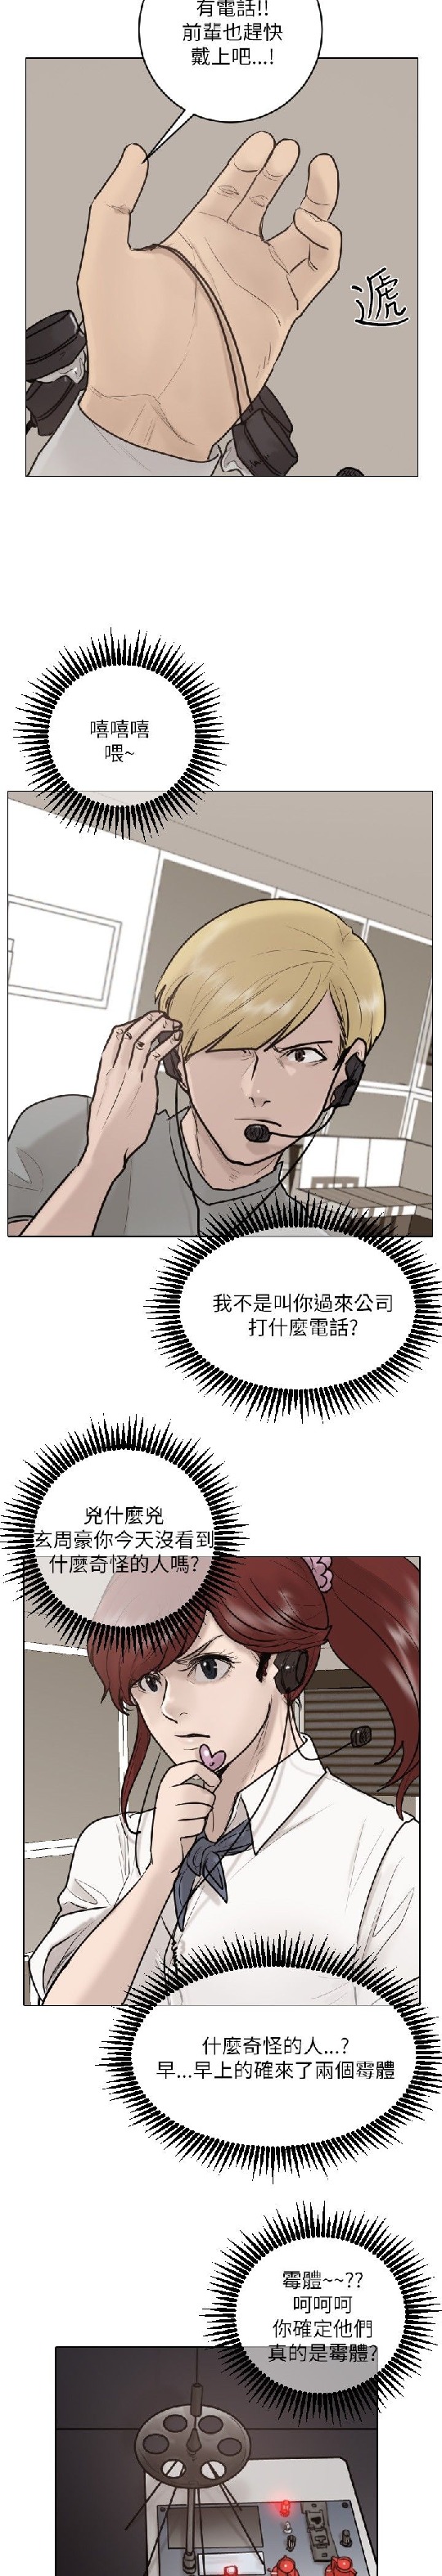 有電話!!
前輩也趕快
戴上吧...!
遞
嘻嘻嘻
喂~
我不是叫你過來公司
打什麼電話?
兇什麼兇
玄周豪你今天沒看到
什麼奇怪的人嗎?
什麼奇怪的人...?
早...早上的確來了兩個霉體
霉體~~??
呵呵呵
你確定他們
真的是霉體?